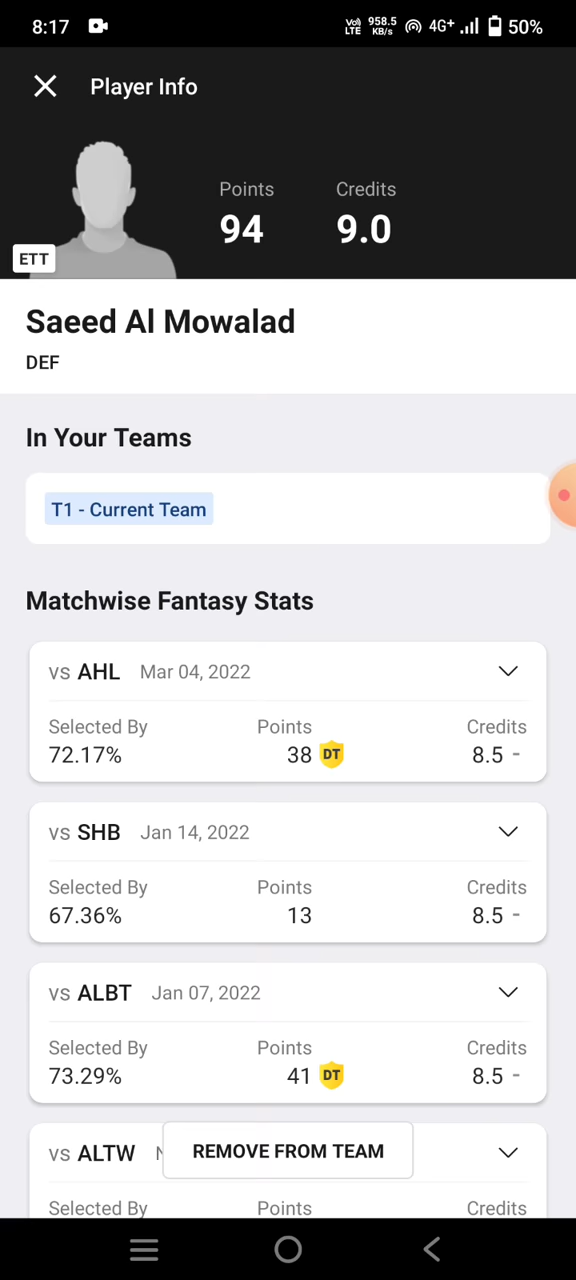 8:17 Vo) LTE 958.5 KB/s 4G+ 50%
Player Info
Points Credits
94 9.0
ETT
Saeed Al Mowalad
DEF
In Your Teams
T1 - Current Team
Matchwise Fantasy Stats
vs AHL Mar 04, 2022
Selected By Points Credits
72.17% 38 DT 8.5 -
vs SHB Jan 14, 2022
Selected By Points Credits
67.36% 13 8.5 -
vs ALBT Jan 07, 2022
Selected By Points Credits
73.29% 41 DT 8.5 -
vs ALTW
REMOVE FROM TEAM
Selected By Points Credits